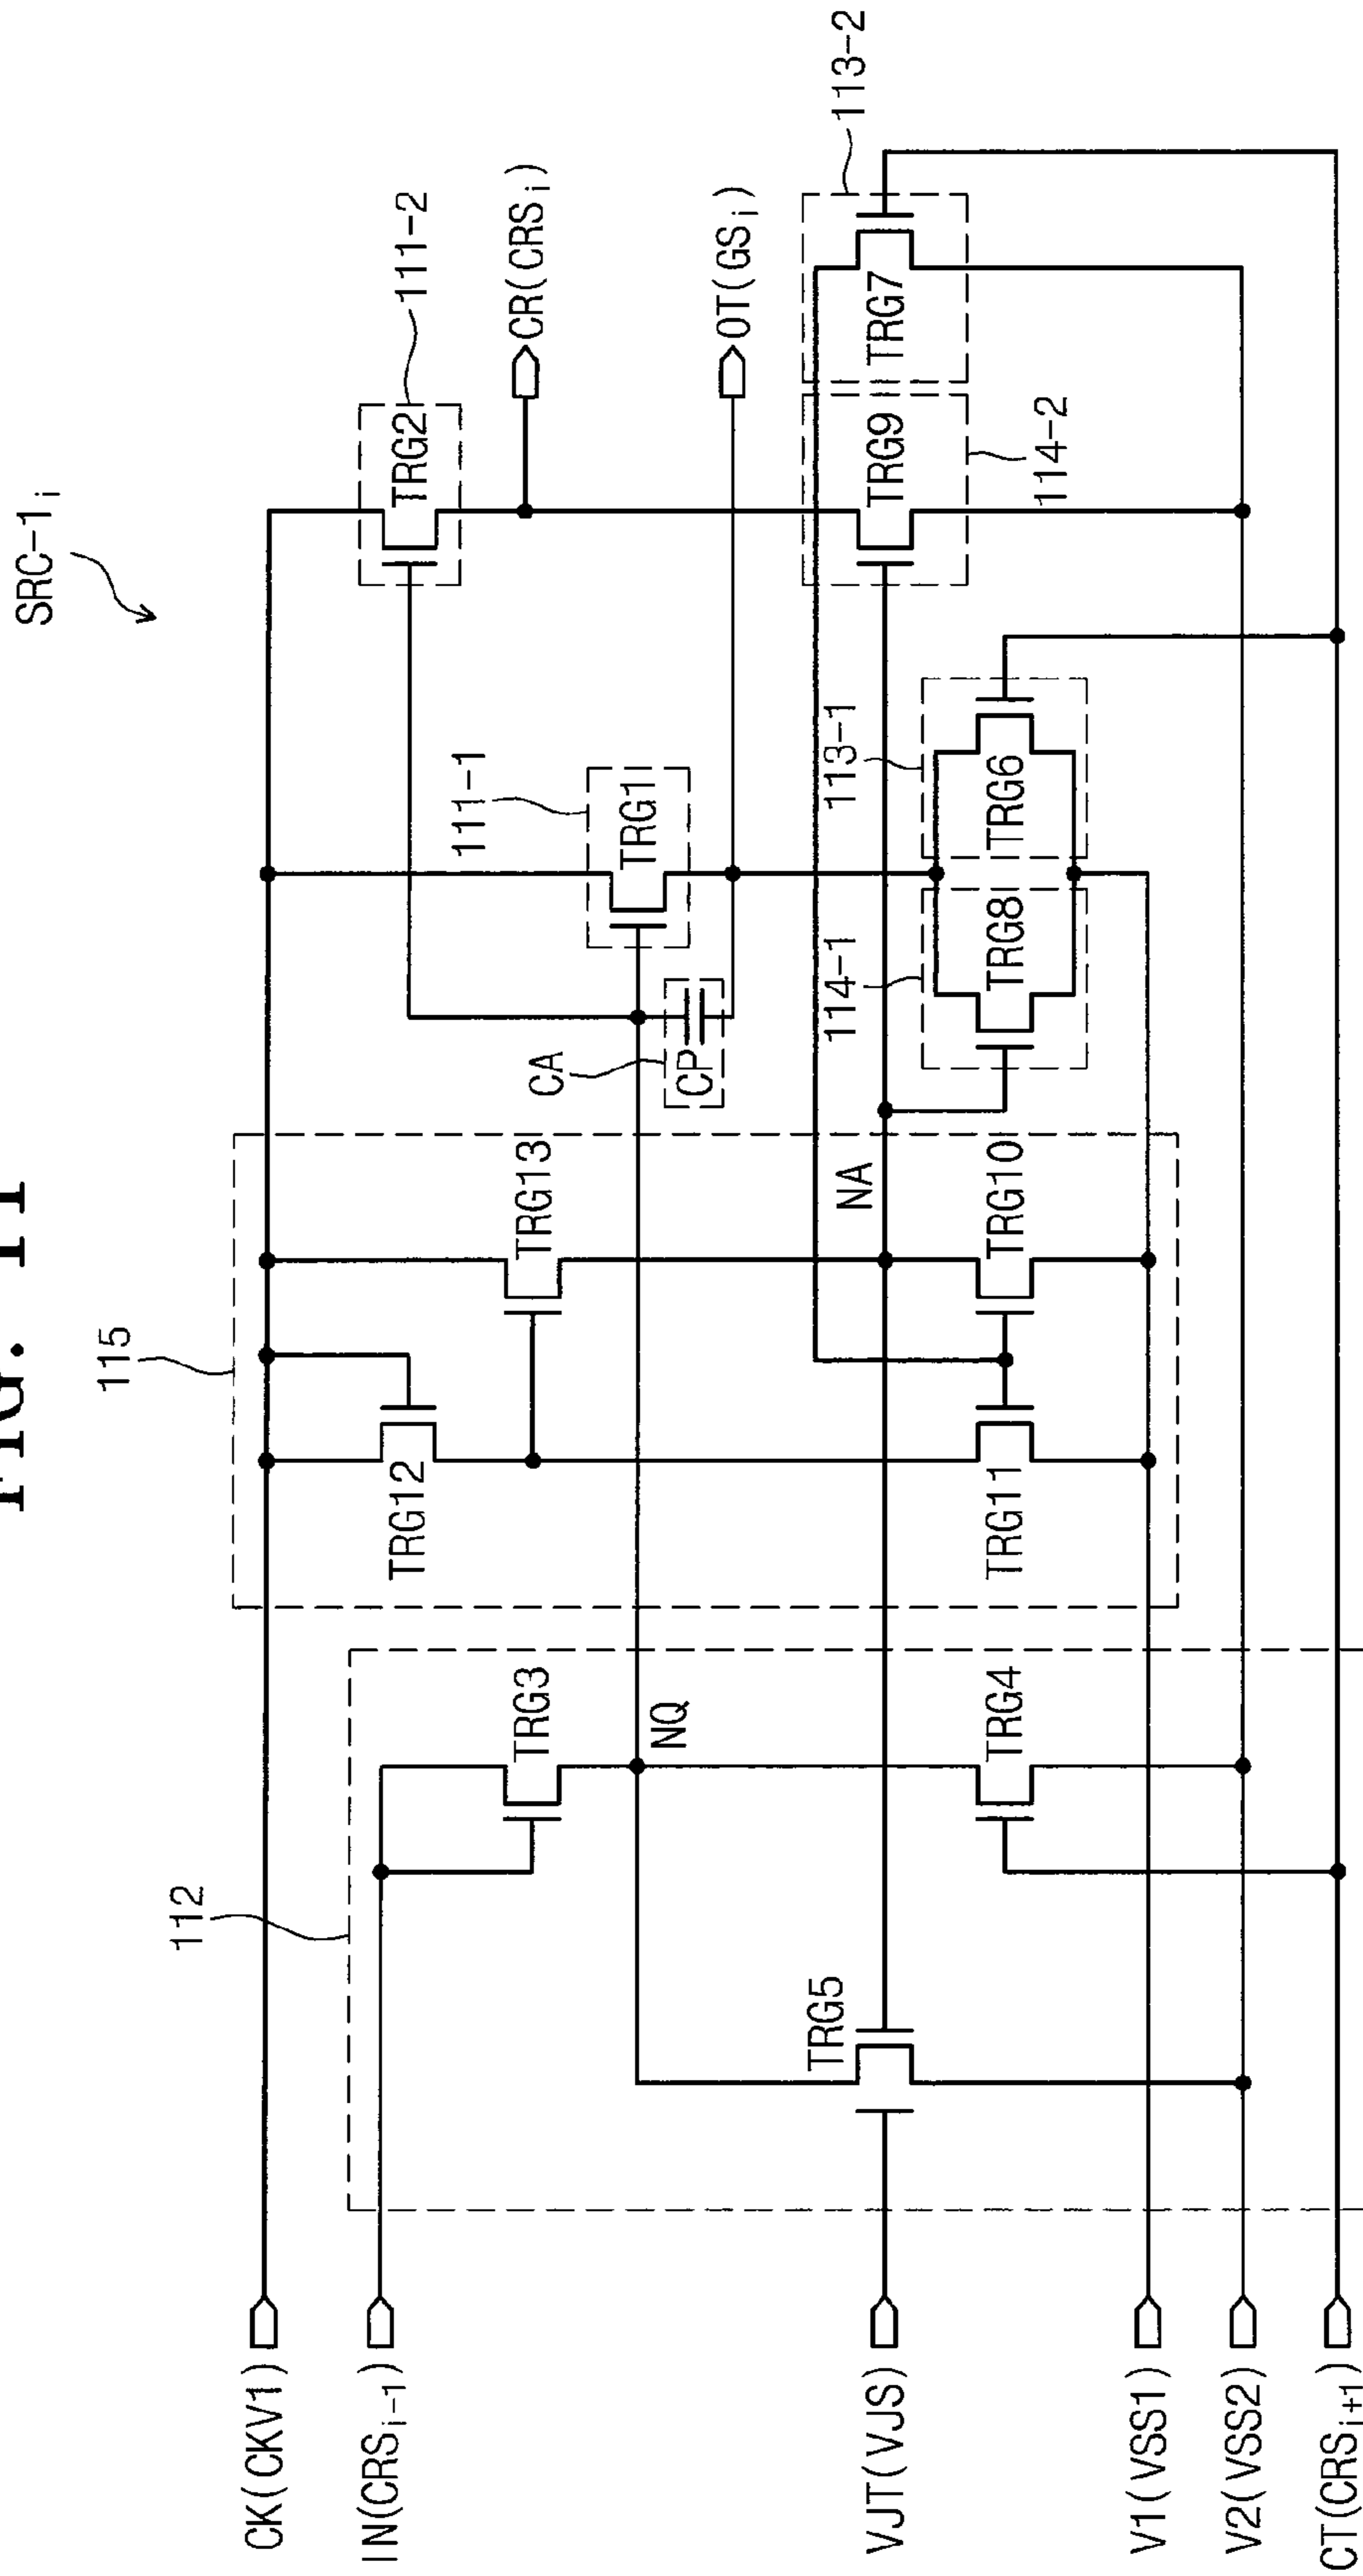 FIG. 11
SRC-1i
115
112
111-1
111-2
113-2
CK(CKV1)
IN(CRSi-1)
VJT(VJS)
V1(VSS1)
V2(VSS2)
CT(CRSi+1)
TRG12
TRG13
TRG3
NQ
TRG5
TRG4
TRG11
TRG10
NA
CA
CP
TRG1
TRG2
CR(CRSi)
OT(GSi)
114-1
113-1
TRG8
TRG6
TRG9
TRG7
114-2